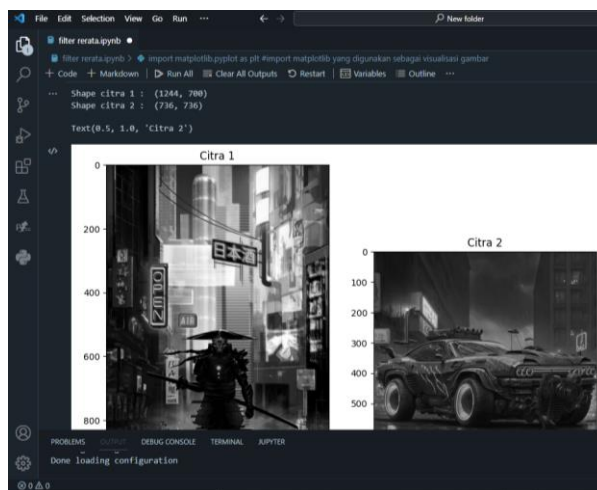 File Edit Selection View Go Run ···
New folder
filter rerata.ipynb
filter rerata.ipynb > import matplotlib.pyplot as plt #import matplotlib yang digunakan sebagai visualisasi gambar
+ Code + Markdown Run All Clear All Outputs Restart Variables Outline ···
Shape citra 1 : (1244, 700)
Shape citra 2 : (736, 736)
Text(0.5, 1.0, 'Citra 2')
Citra 1
0
200
400
600
800
日本酒
OPEN
AIR
Citra 2
0
100
200
300
400
500
PROBLEMS OUTPUT DEBUG CONSOLE TERMINAL JUPYTER
Done loading configuration
0 0